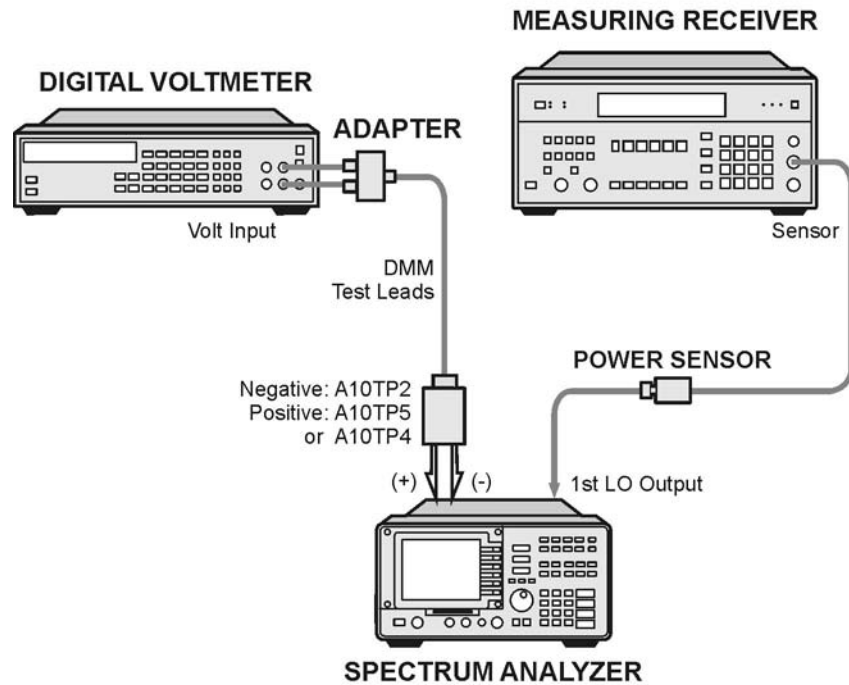 MEASURING RECEIVER
DIGITAL VOLTMETER
ADAPTER
Volt Input
Sensor
DMM
Test Leads
POWER SENSOR
Negative: A10TP2
Positive: A10TP5
or A10TP4
(+)
(-)
1st LO Output
SPECTRUM ANALYZER